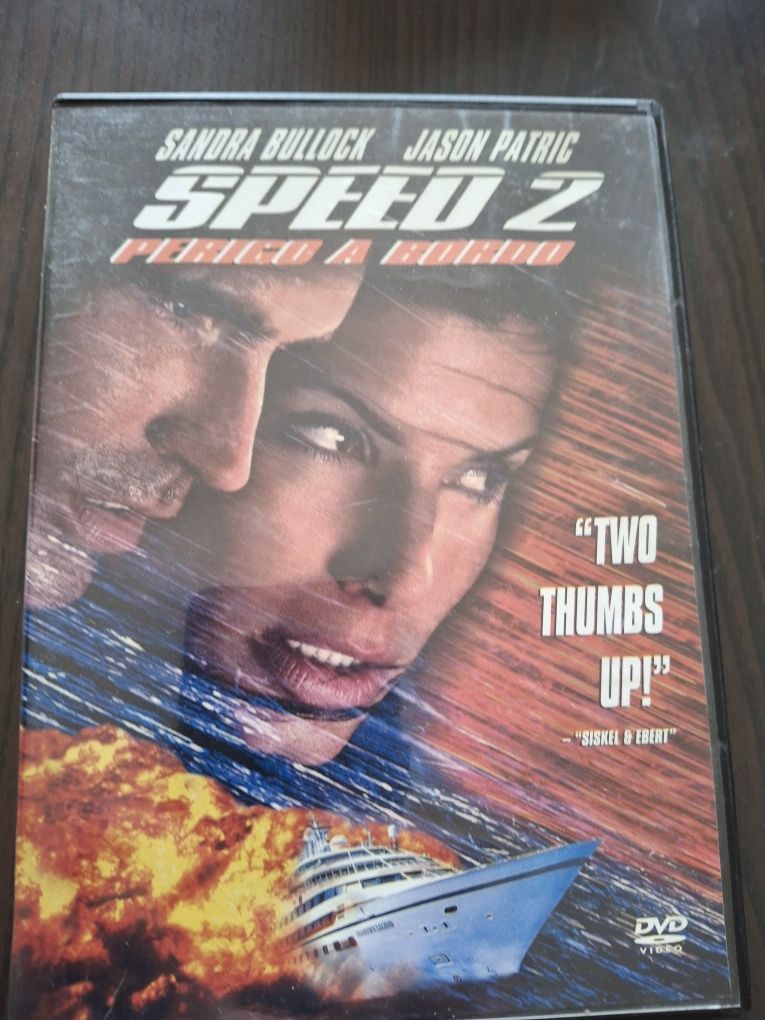 SANDRA BULLOCK JASON PATRIC
SPEED 2
PERIGO A BORDO
“TWO
THUMBS
UP!”
– “SISKEL & EBERT”
DVD
VIDEO